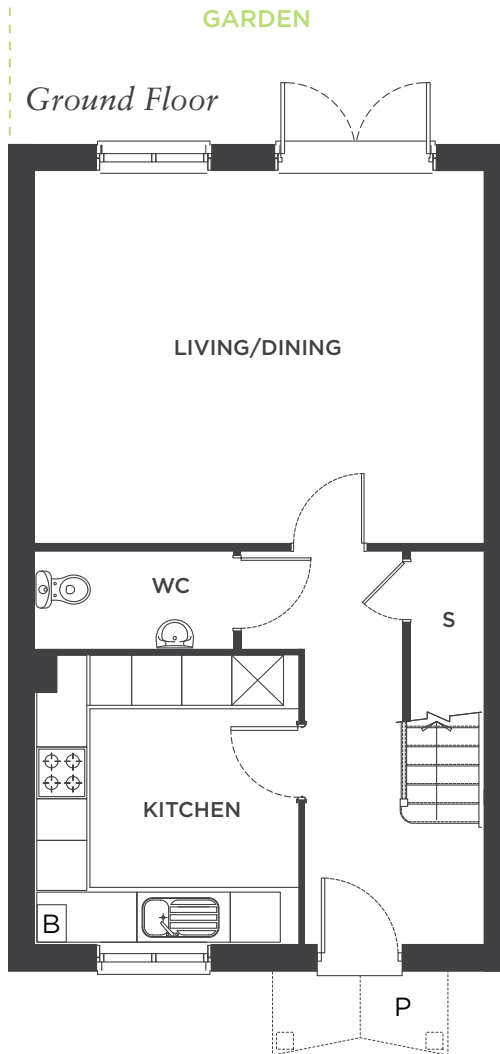 GARDEN
Ground Floor
LIVING/DINING
WC
S
KITCHEN
B
P